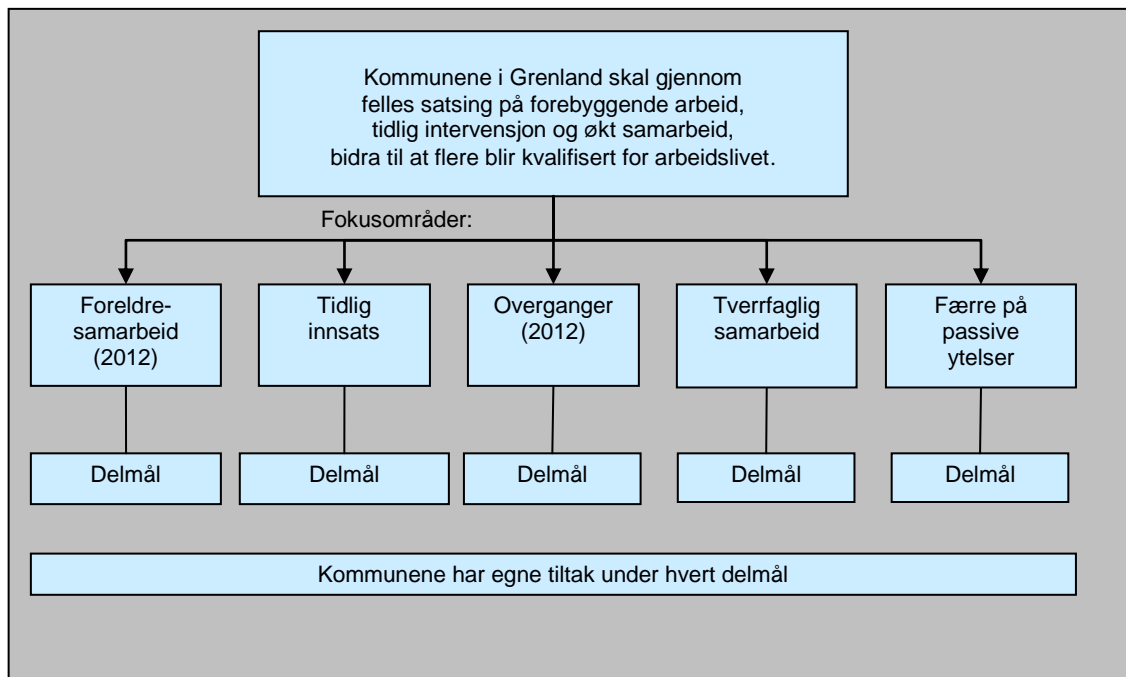 Kommunene i Grenland skal gjennom
felles satsing på forebyggende arbeid,
tidlig intervensjon og økt samarbeid,
bidra til at flere blir kvalifisert for arbeidslivet.
Fokusområder:
Foreldre-
samarbeid
(2012)
Tidlig
innsats
Overganger
(2012)
Tverrfaglig
samarbeid
Færre på
passive
ytelser
Delmål
Delmål
Delmål
Delmål
Delmål
Kommunene har egne tiltak under hvert delmål